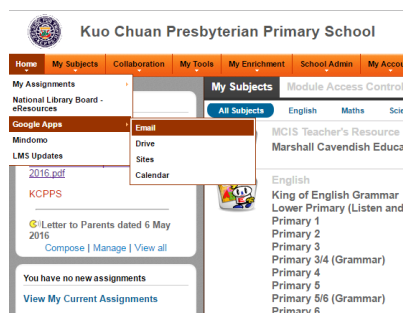 Kuo Chuan Presbyterian Primary School
Home My Subjects Collaboration My Tools My Enrichment School Admin My Accou
My Assignments
National Library Board -
eResources
Google Apps
Mindomo
LMS Updates
Email
Drive
Sites
Calendar
2016.pdf
KCPPS
Letter to Parents dated 6 May
2016
Compose | Manage | View all
You have no new assignments
View My Current Assignments
My Subjects Module Access Control
All Subjects English Maths Scie
MCIS Teacher's Resource
Marshall Cavendish Educa
English
King of English Grammar
Lower Primary (Listen and
Primary 1
Primary 2
Primary 3
Primary 3/4 (Grammar)
Primary 4
Primary 5
Primary 5/6 (Grammar)
Primary 6